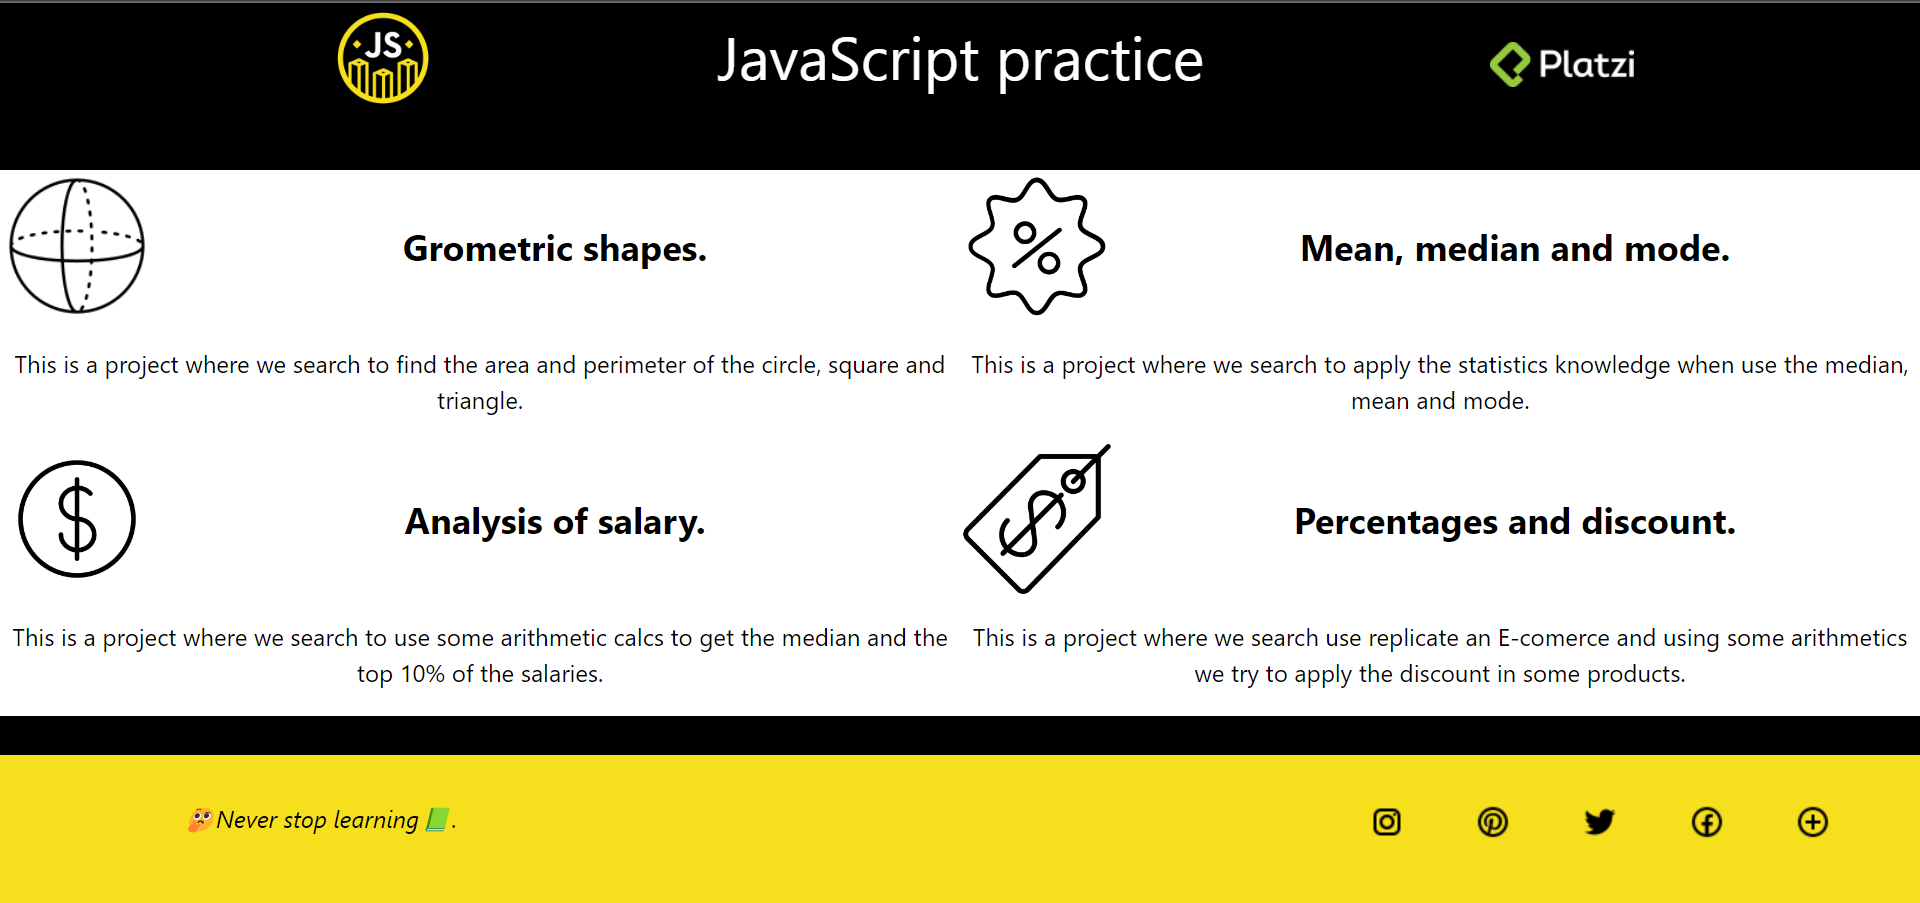 JS
JavaScript practice
Platzi
Grometric shapes.
This is a project where we search to find the area and perimeter of the circle, square and
triangle.
%
Mean, median and mode.
This is a project where we search to apply the statistics knowledge when use the median,
mean and mode.
$
Analysis of salary.
This is a project where we search to use some arithmetic calcs to get the median and the
top 10% of the salaries.
$
Percentages and discount.
This is a project where we search use replicate an E-comerce and using some arithmetics
we try to apply the discount in some products.
🤔Never stop learning📗.